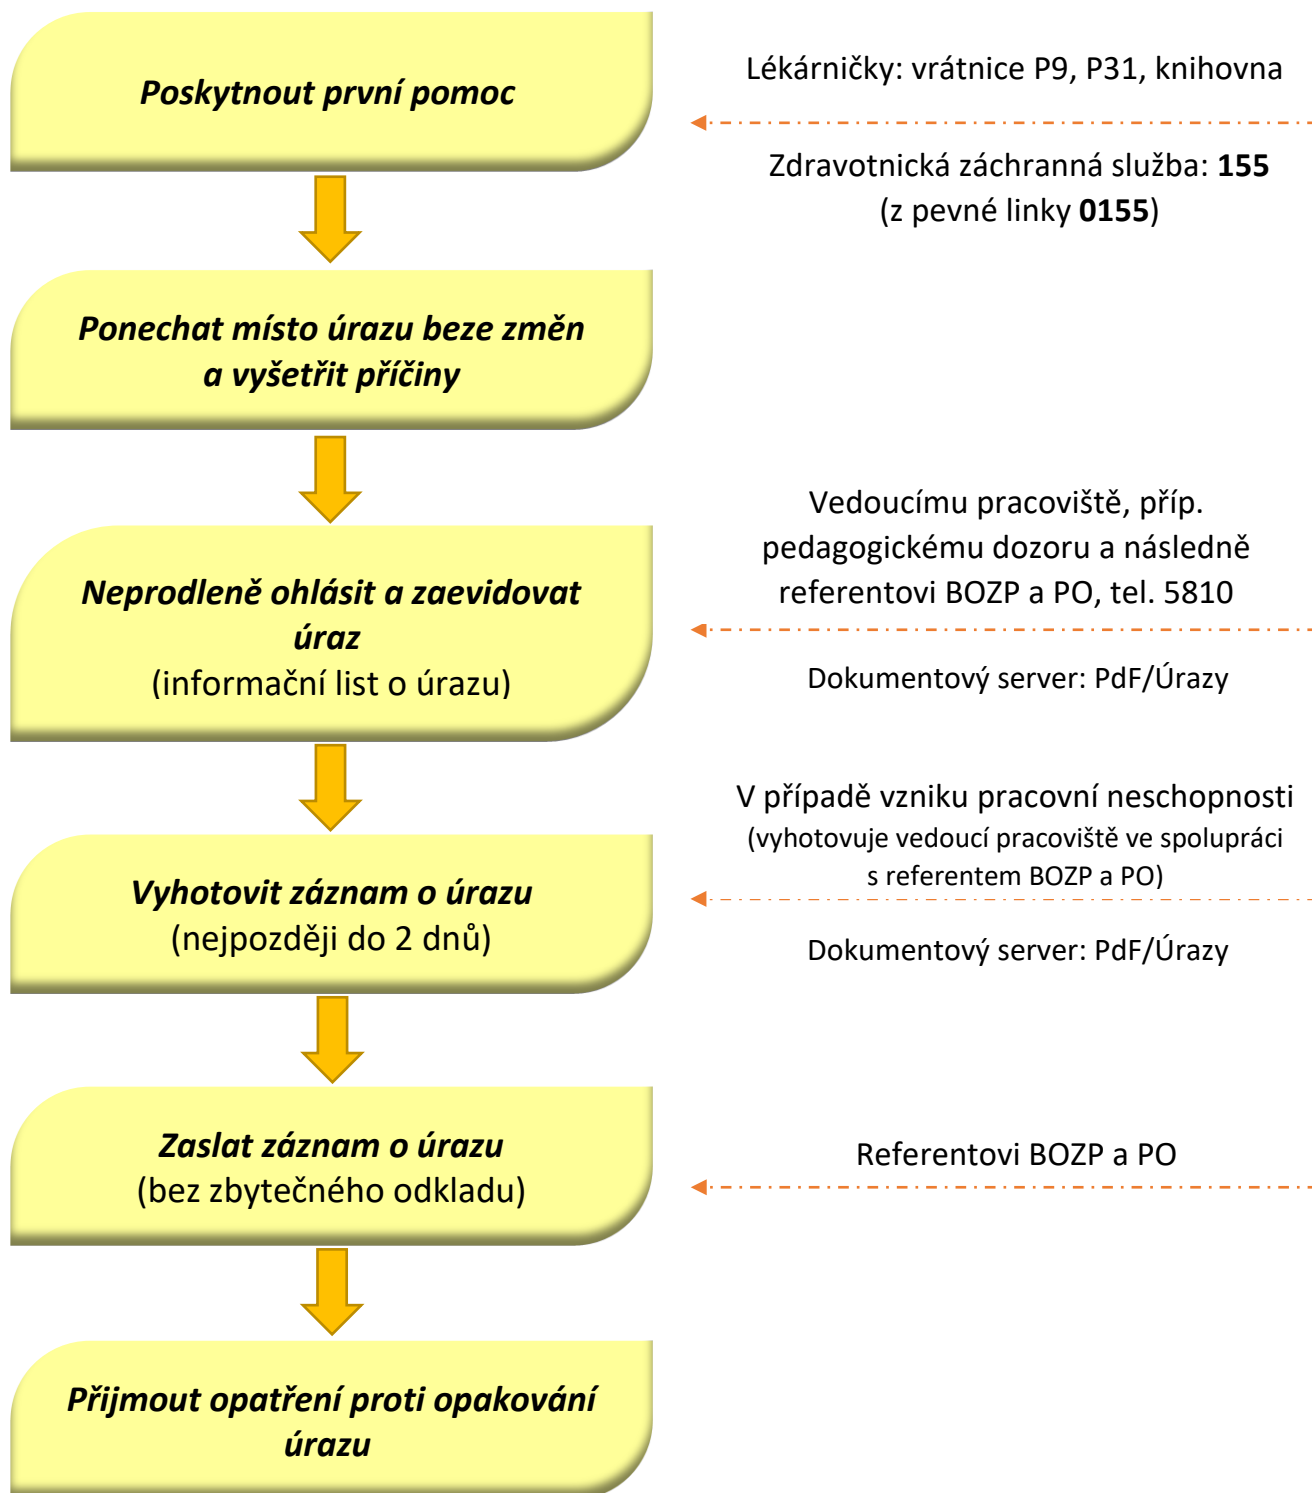 Poskytnout první pomoc
Lékárničky: vrátnice P9, P31, knihovna
Zdravotnická záchranná služba: 155
(z pevné linky 0155)
Ponechat místo úrazu beze změn
a vyšetřit příčiny
Neprodleně ohlásit a zaevidovat
úraz
(informační list o úrazu)
Vedoucímu pracoviště, příp.
pedagogickému dozoru a následně
referentovi BOZP a PO, tel. 5810
Dokumentový server: PdF/Úrazy
Vyhotovit záznam o úrazu
(nejpozději do 2 dnů)
V případě vzniku pracovní neschopnosti
(vyhotovuje vedoucí pracoviště ve spolupráci
s referentem BOZP a PO)
Dokumentový server: PdF/Úrazy
Zaslat záznam o úrazu
(bez zbytečného odkladu)
Referentovi BOZP a PO
Přijmout opatření proti opakování
úrazu